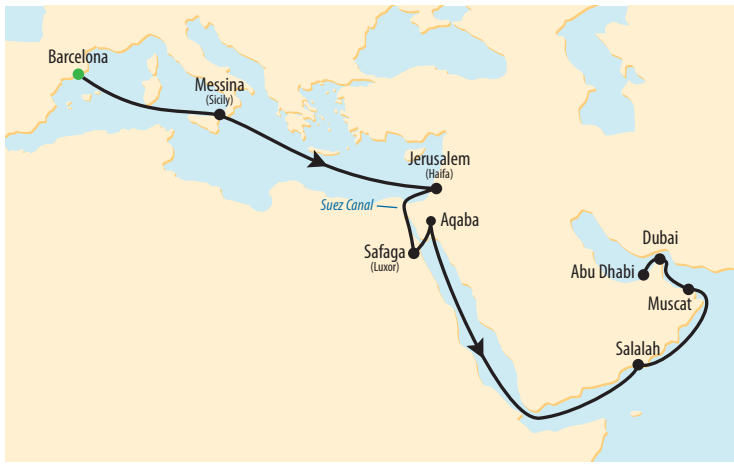 Barcelona
Messina
(Sicily)
Jerusalem
(Haifa)
Suez Canal
Aqaba
Safaga
(Luxor)
Dubai
Abu Dhabi
Muscat
Salalah